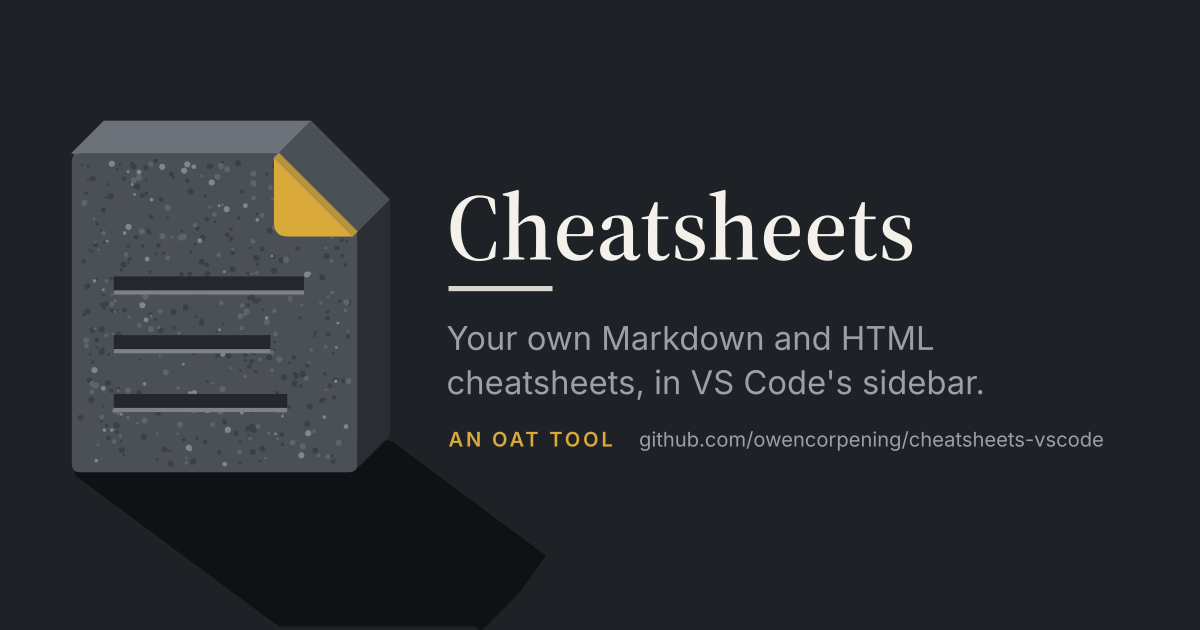 Cheatsheets
Your own Markdown and HTML
cheatsheets, in VS Code's sidebar.
AN OAT TOOL github.com/owencorpening/cheatsheets-vscode